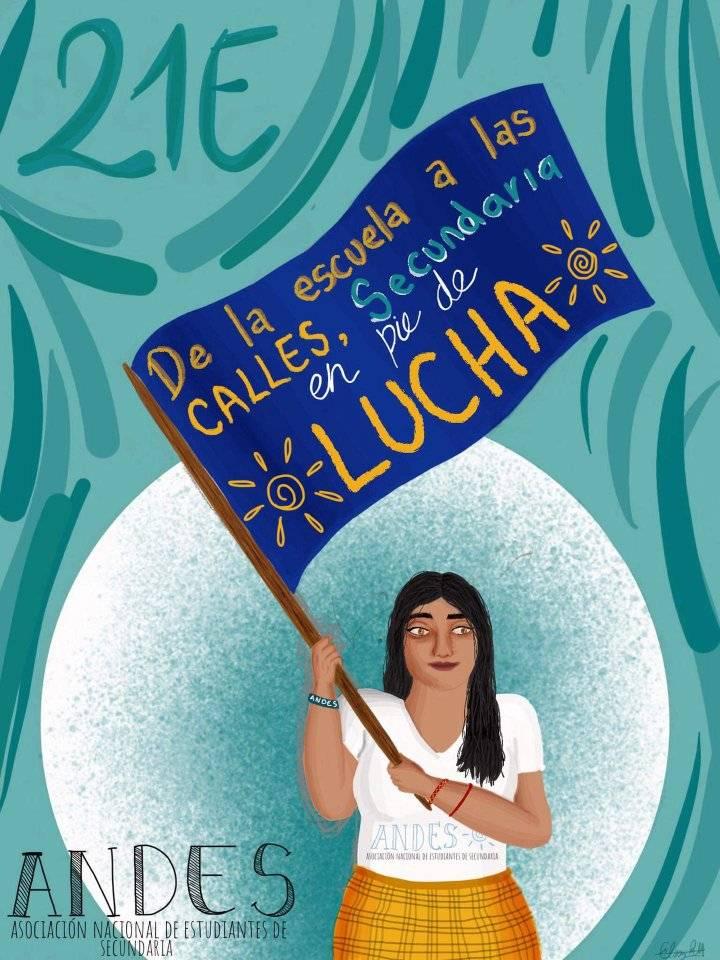 21E
De la escuela a las
CALLES, Secundaria
en pie de
LUCHA
ANDES
ANDES
ASOCIACIÓN NACIONAL DE ESTUDIANTES DE SECUNDARIA
ANDES
ASOCIACIÓN NACIONAL DE ESTUDIANTES DE
SECUNDARIA